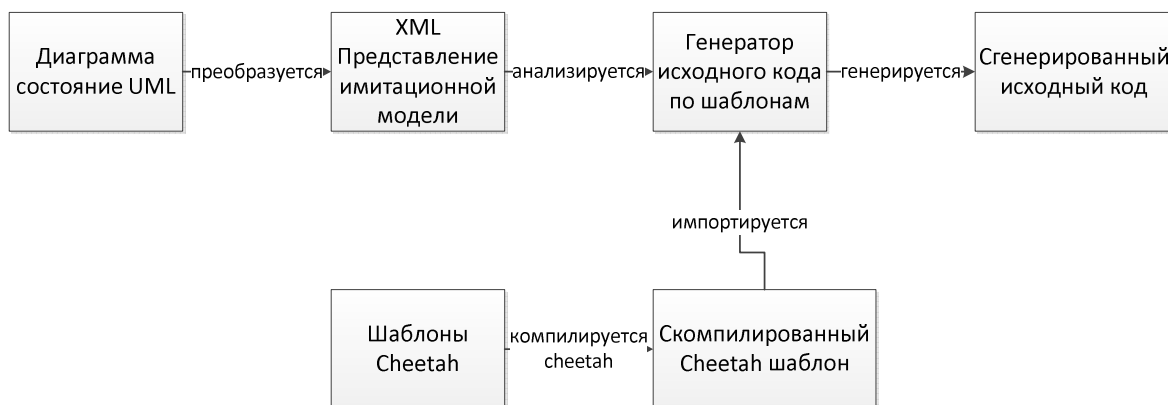 Диаграмма
состояние UML
преобразуется
XML
Представление
имитационной
модели
анализируется
Генератор
исходного кода
по шаблонам
генерируется
Сгенерированный
исходный код
импортируется
Шаблоны
Cheetah
компилируется
cheetah
Скомпилированный
Cheetah шаблон